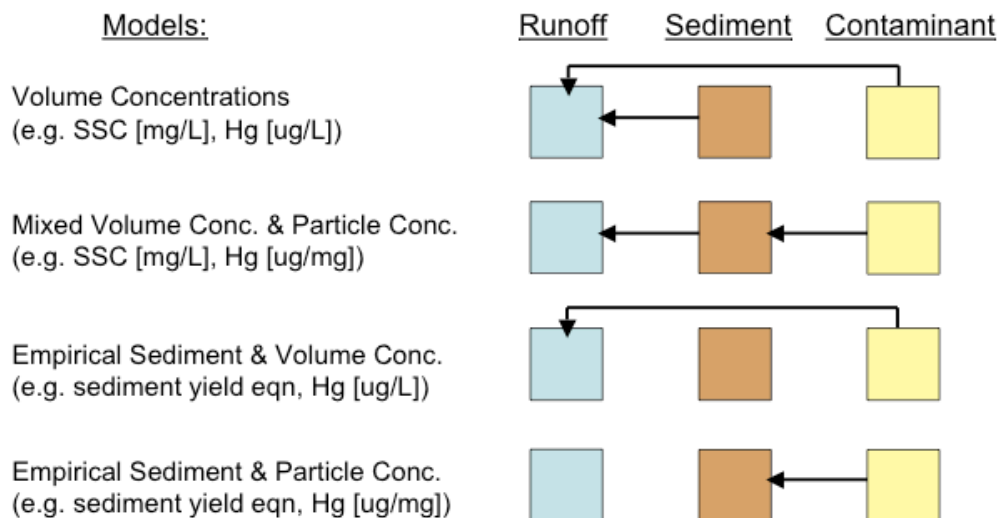 Models: Runoff Sediment Contaminant
Volume Concentrations
(e.g. SSC [mg/L], Hg [ug/L])
Mixed Volume Conc. & Particle Conc.
(e.g. SSC [mg/L], Hg [ug/mg])
Empirical Sediment & Volume Conc.
(e.g. sediment yield eqn, Hg [ug/L])
Empirical Sediment & Particle Conc.
(e.g. sediment yield eqn, Hg [ug/mg])